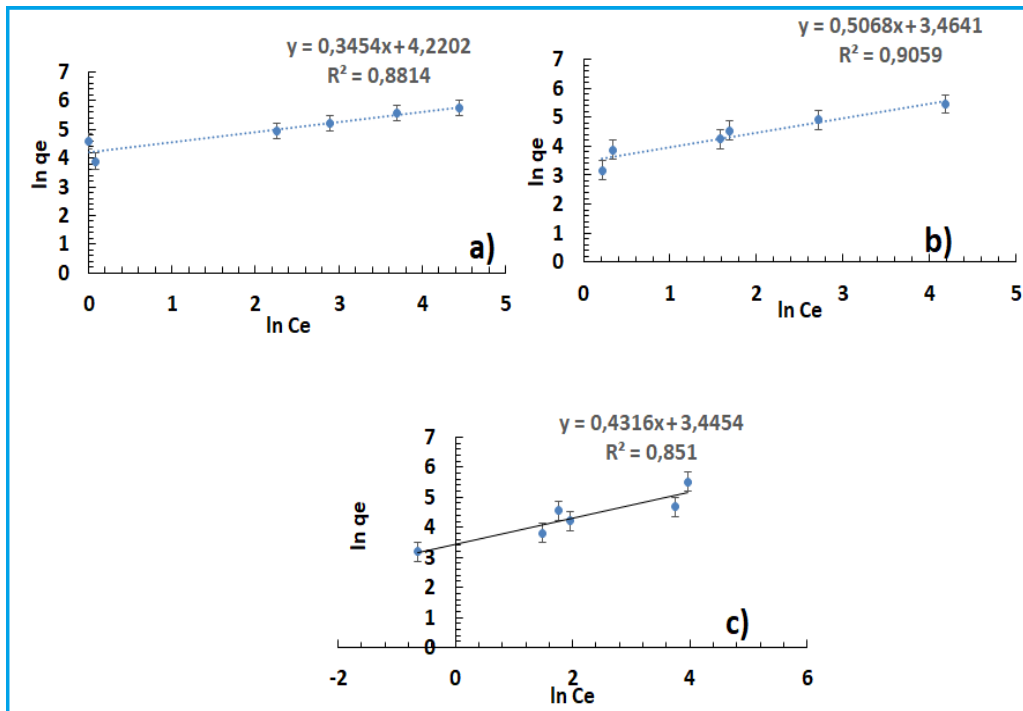 y = 0,3454x + 4,2202
R² = 0,8814
7
6
5
4
3
2
1
0
ln qe
a)
0 1 2 3 4 5
ln Ce
y = 0,5068x + 3,4641
R² = 0,9059
7
6
5
4
3
2
1
0
ln qe
b)
0 1 2 3 4 5
ln Ce
y = 0,4316x + 3,4454
R² = 0,851
7
6
5
4
3
2
1
0
ln qe
c)
-2 0 2 4 6
ln Ce